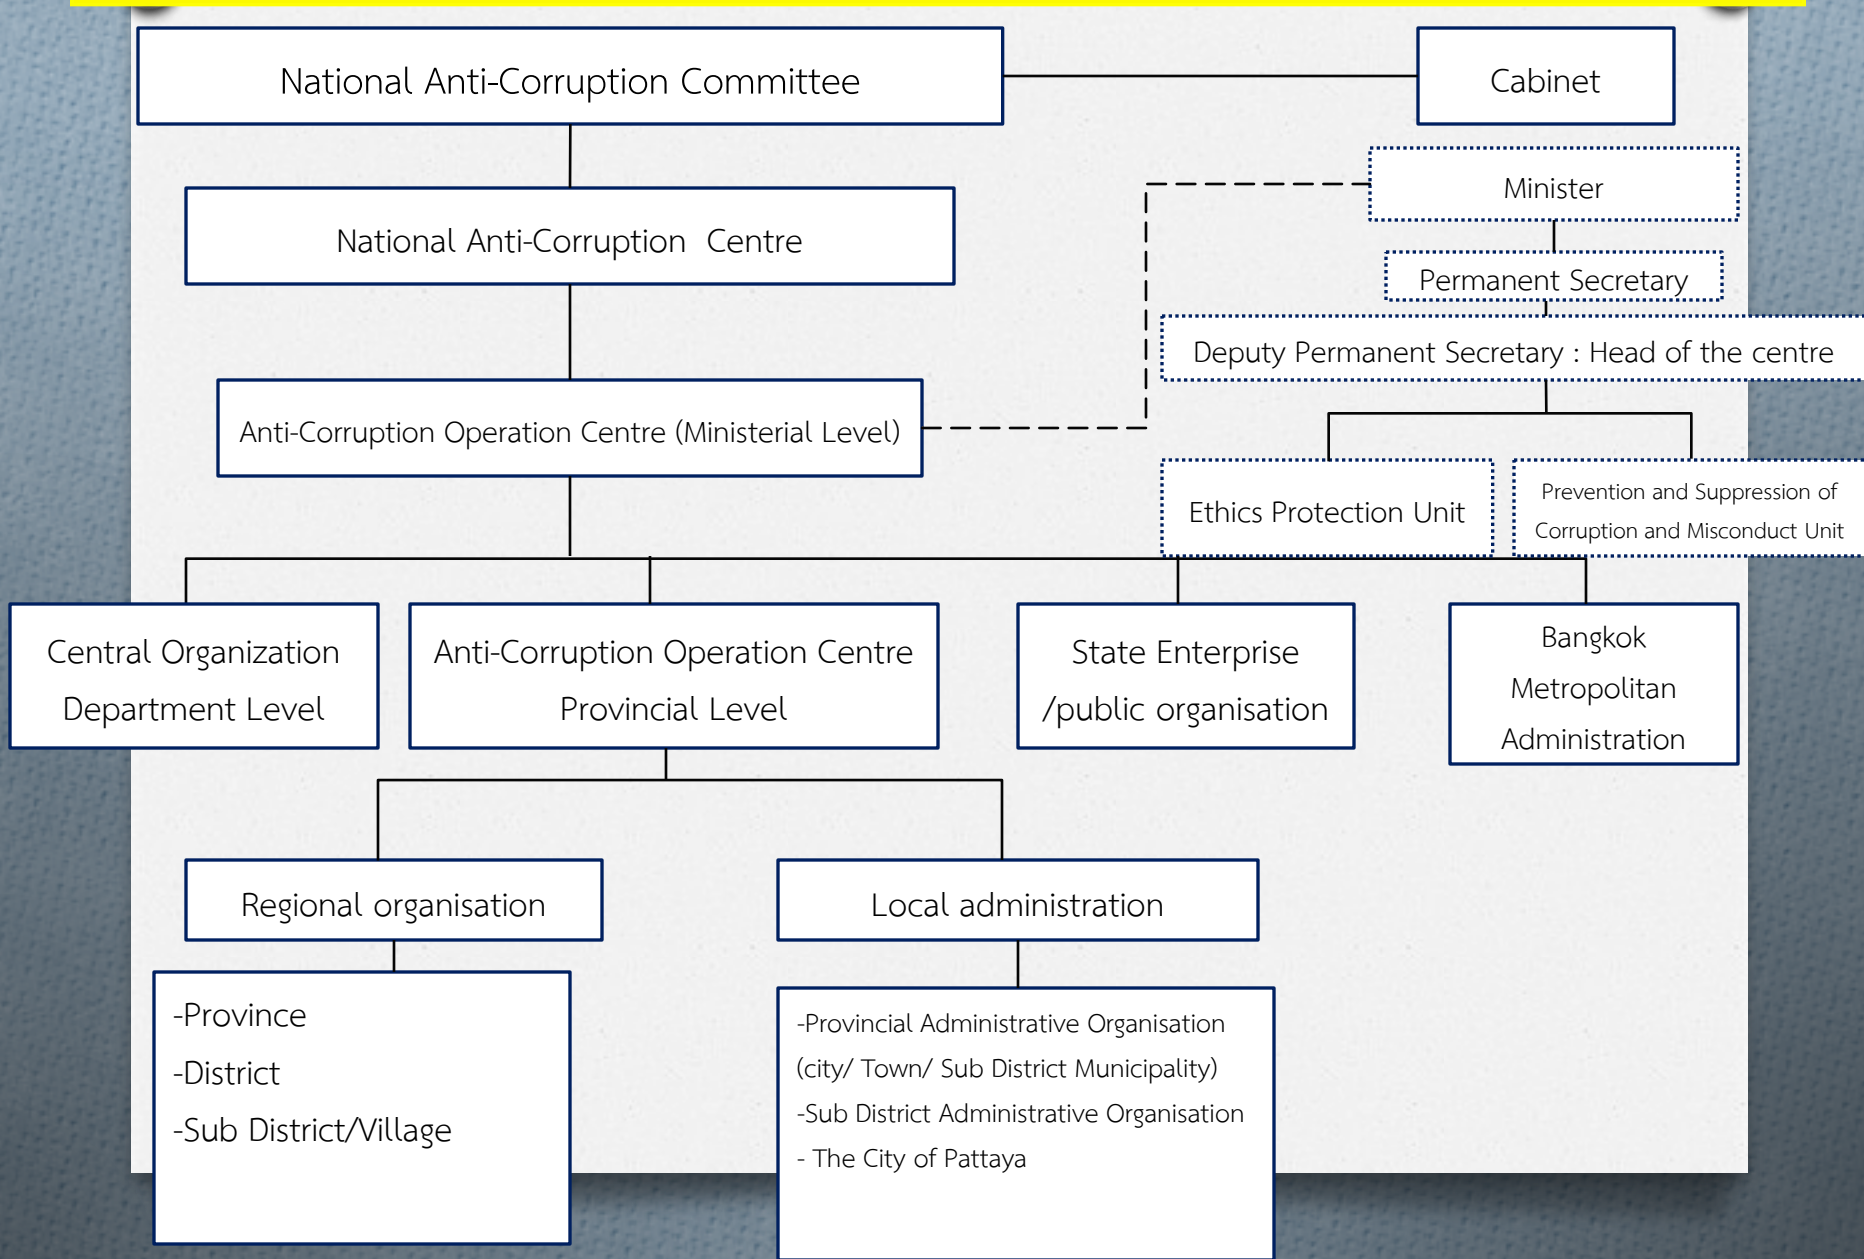 National Anti-Corruption Committee
Cabinet
Minister
National Anti-Corruption  Centre
Permanent Secretary
Deputy Permanent Secretary : Head of the centre
Anti-Corruption Operation Centre (Ministerial Level)
Ethics Protection Unit
Prevention and Suppression of
Corruption and Misconduct Unit
Central Organization
Department Level
Anti-Corruption Operation Centre
Provincial Level
State Enterprise
/public organisation
Bangkok
Metropolitan
Administration
Regional organisation
Local administration
-Province
-District
-Sub District/Village
-Provincial Administrative Organisation
(city/ Town/ Sub District Municipality)
-Sub District Administrative Organisation
- The City of Pattaya